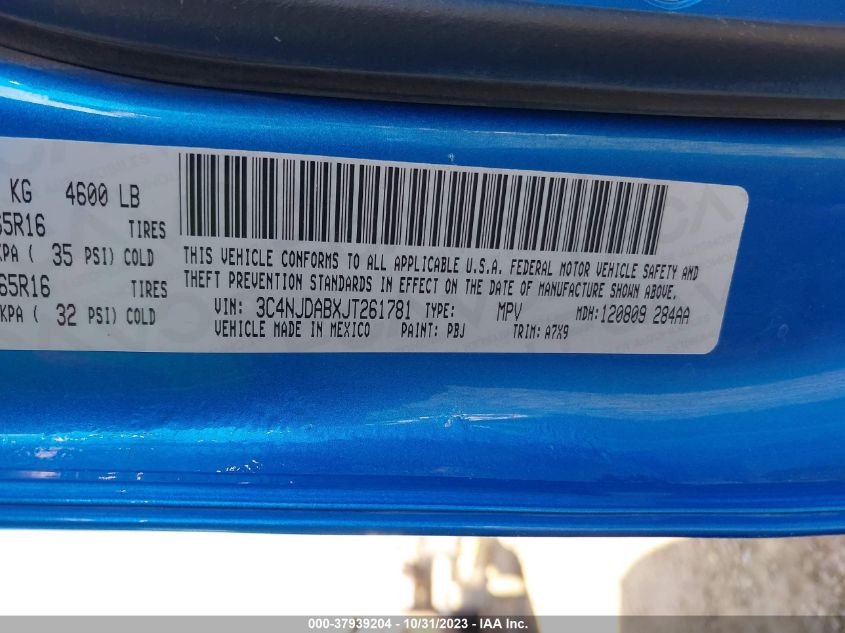 KG 4600 LB
65R16 TIRES
KPA ( 35 PSI) COLD
65R16 TIRES
KPA ( 32 PSI) COLD
THIS VEHICLE CONFORMS TO ALL APPLICABLE U.S.A. FEDERAL MOTOR VEHICLE SAFETY AND
THEFT PREVENTION STANDARDS IN EFFECT ON THE DATE OF MANUFACTURE SHOWN ABOVE.
VIN: 3C4NJDABXJT261781 TYPE: MPV MDH: 120809 284AA
VEHICLE MADE IN MEXICO PAINT: PBJ TRIM: A7X9
000-37939204 - 10/31/2023 - IAA Inc.